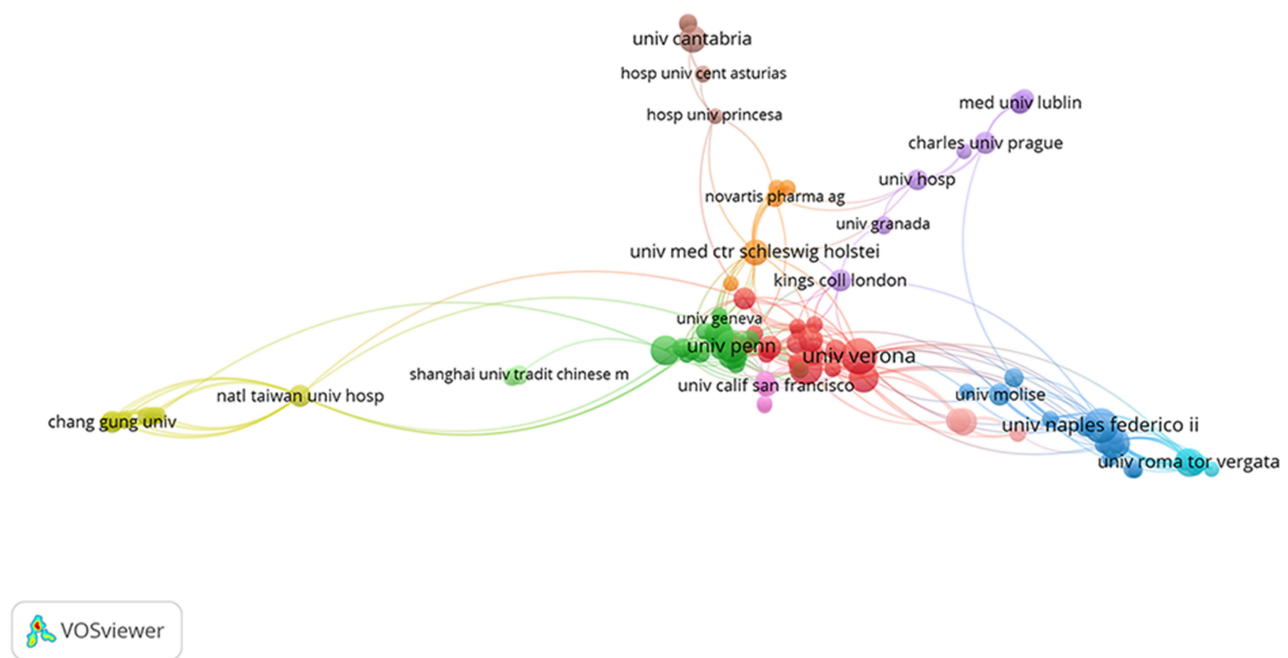 univ cantabria
hosp univ cent asturias
med univ lublin
hosp univ princesa
charles univ prague
univ hosp
novartis pharma ag
univ granada
univ med ctr schleswig holstei
kings coll london
univ geneva
univ penn
univ verona
shanghai univ tradit chinese m
univ calif san francisco
natl taiwan univ hosp
univ molise
chang gung univ
univ naples federico ii
univ roma tor vergata
VOSviewer